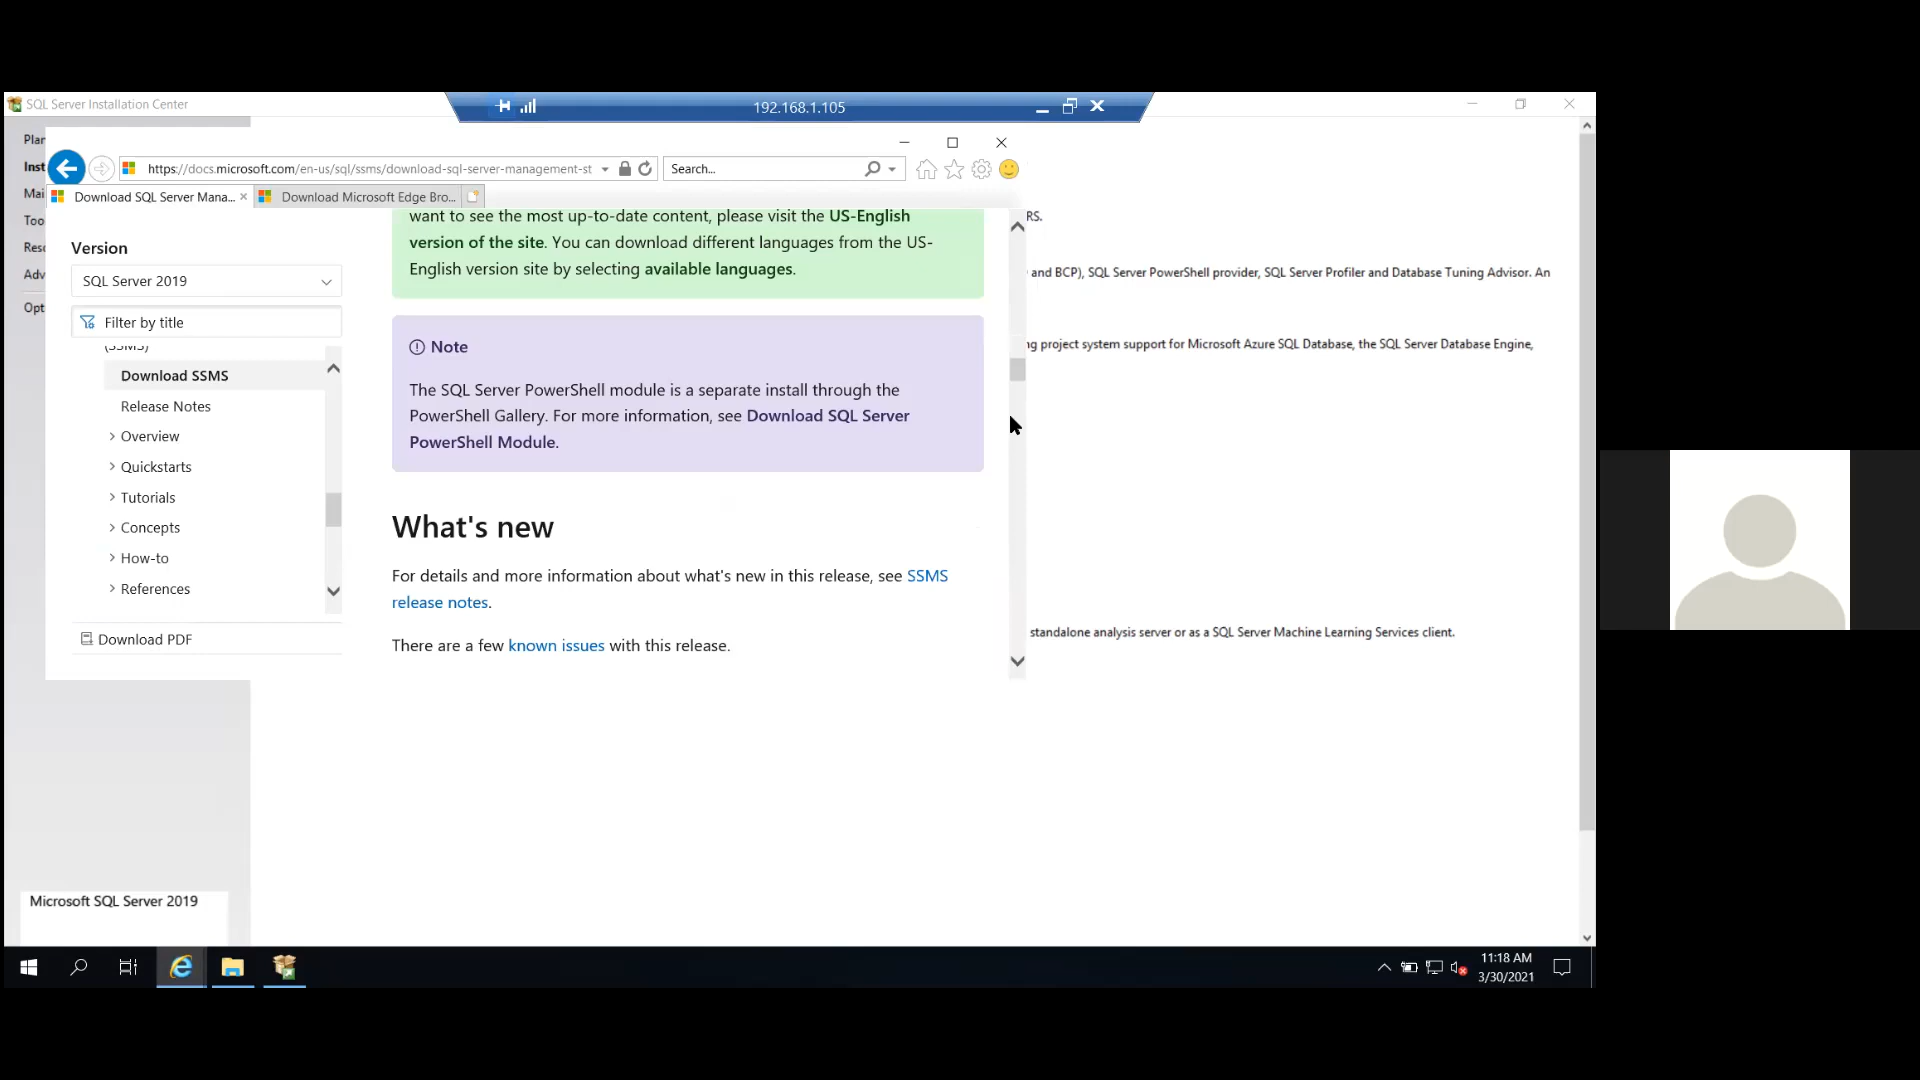 SQL Server Installation Center
192.168.1.105
Plan
Inst
Mai
Too
Reso
Adv
Opt
https://docs.microsoft.com/en-us/sql/ssms/download-sql-server-management-st
Search...
Download SQL Server Mana...
Download Microsoft Edge Bro...
Version
SQL Server 2019
Filter by title
(SSMS)
Download SSMS
Release Notes
Overview
Quickstarts
Tutorials
Concepts
How-to
References
Download PDF
want to see the most up-to-date content, please visit the US-English
version of the site. You can download different languages from the US-
English version site by selecting available languages.
Note
The SQL Server PowerShell module is a separate install through the
PowerShell Gallery. For more information, see Download SQL Server
PowerShell Module.
What's new
For details and more information about what's new in this release, see SSMS
release notes.
There are a few known issues with this release.
RS.
and BCP), SQL Server PowerShell provider, SQL Server Profiler and Database Tuning Advisor. An
ng project system support for Microsoft Azure SQL Database, the SQL Server Database Engine,
standalone analysis server or as a SQL Server Machine Learning Services client.
Microsoft SQL Server 2019
11:18 AM
3/30/2021